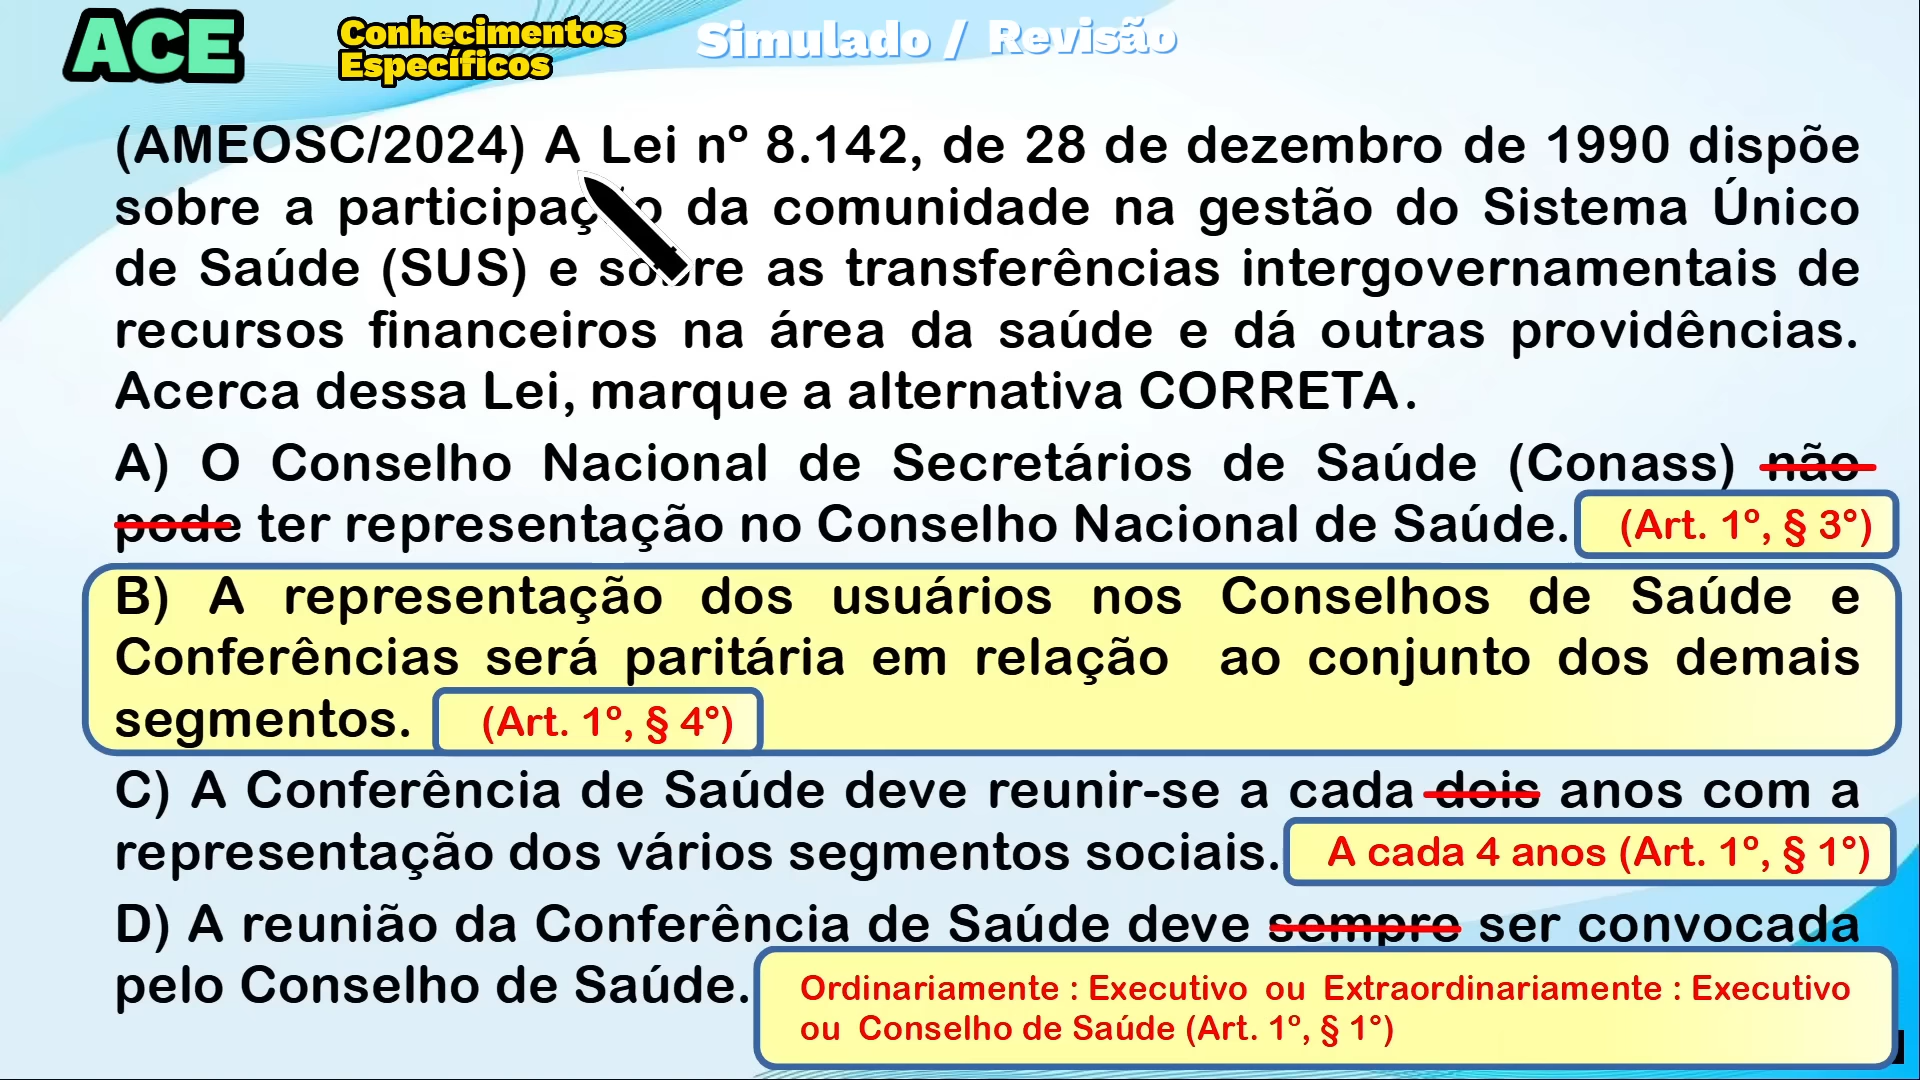 ACE
Conhecimentos
Específicos
Simulado / Revisão
(AMEOSC/2024) A Lei nº 8.142, de 28 de dezembro de 1990 dispõe
sobre a participação da comunidade na gestão do Sistema Único
de Saúde (SUS) e sobre as transferências intergovernamentais de
recursos financeiros na área da saúde e dá outras providências.
Acerca dessa Lei, marque a alternativa CORRETA.
A) O Conselho Nacional de Secretários de Saúde (Conass) não
pode ter representação no Conselho Nacional de Saúde. (Art. 1º, § 3°)
B) A representação dos usuários nos Conselhos de Saúde e
Conferências será paritária em relação ao conjunto dos demais
segmentos. (Art. 1º, § 4°)
C) A Conferência de Saúde deve reunir-se a cada dois anos com a
representação dos vários segmentos sociais. A cada 4 anos (Art. 1º, § 1°)
D) A reunião da Conferência de Saúde deve sempre ser convocada
pelo Conselho de Saúde.
Ordinariamente : Executivo ou Extraordinariamente : Executivo
ou Conselho de Saúde (Art. 1º, § 1°)